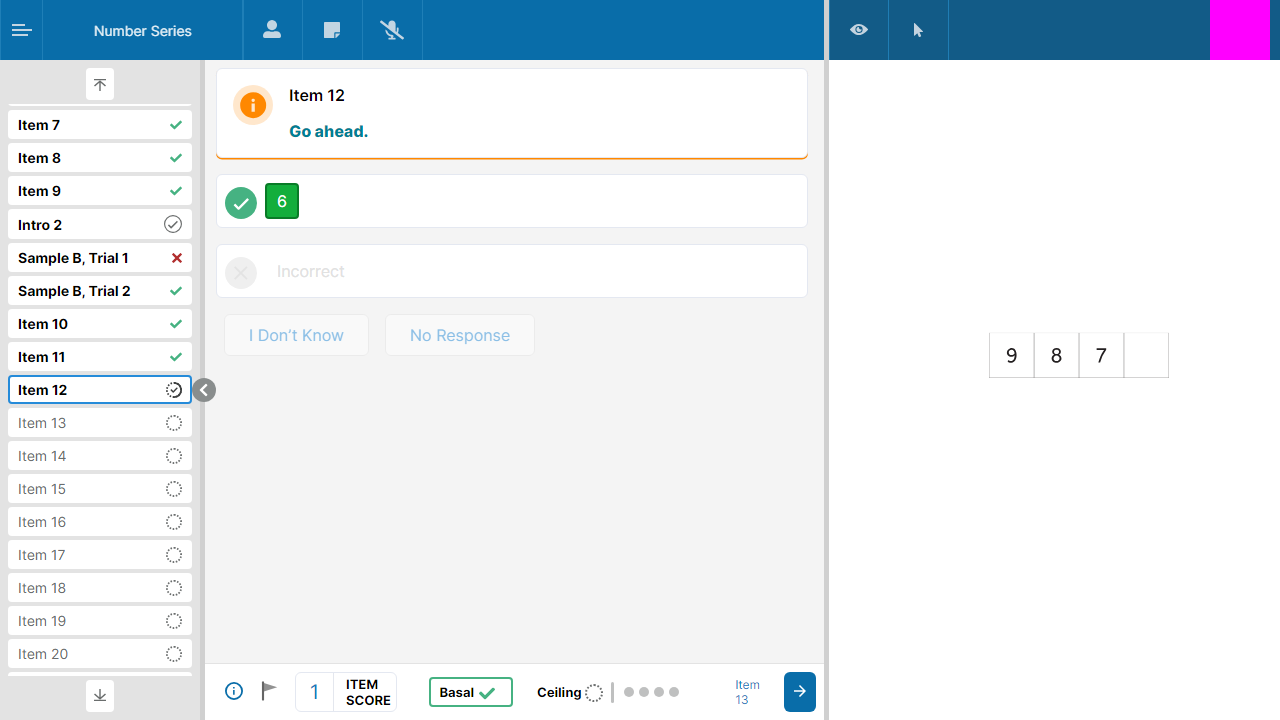 Number Series
Item 7
Item 8
Item 9
Intro 2
Sample B, Trial 1
Sample B, Trial 2
Item 10
Item 11
Item 12
Item 13
Item 14
Item 15
Item 16
Item 17
Item 18
Item 19
Item 20
Item 12
Go ahead.
6
Incorrect
I Don't Know
No Response
1
ITEM
SCORE
Basal
Ceiling
Item
13
9 8 7